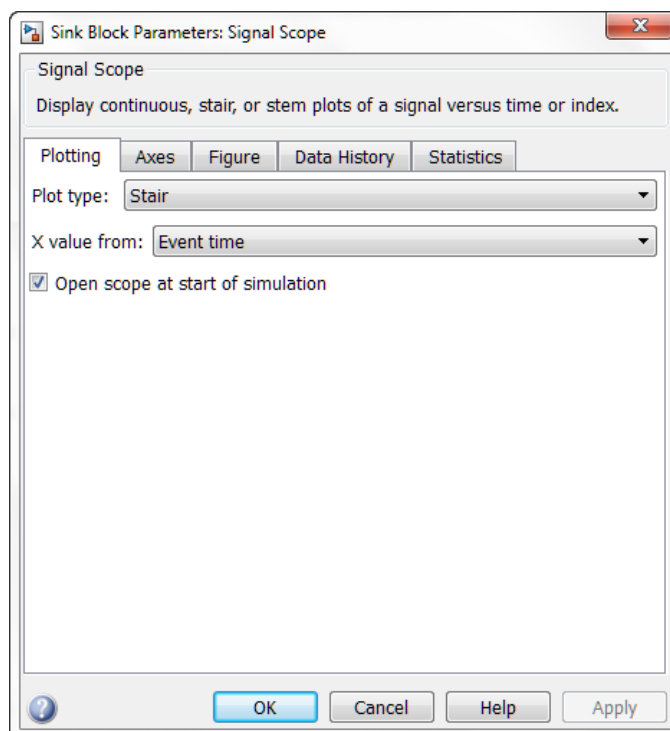 Sink Block Parameters: Signal Scope
Signal Scope
Display continuous, stair, or stem plots of a signal versus time or index.
Plotting Axes Figure Data History Statistics
Plot type: Stair
X value from: Event time
Open scope at start of simulation
OK Cancel Help Apply